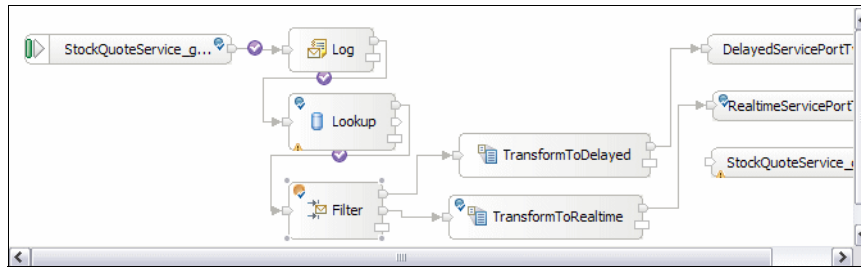 StockQuoteService_g...
Log
DelayedServicePortT
RealtimeServicePortT
Lookup
TransformToDelayed
StockQuoteService_
Filter
TransformToRealtime